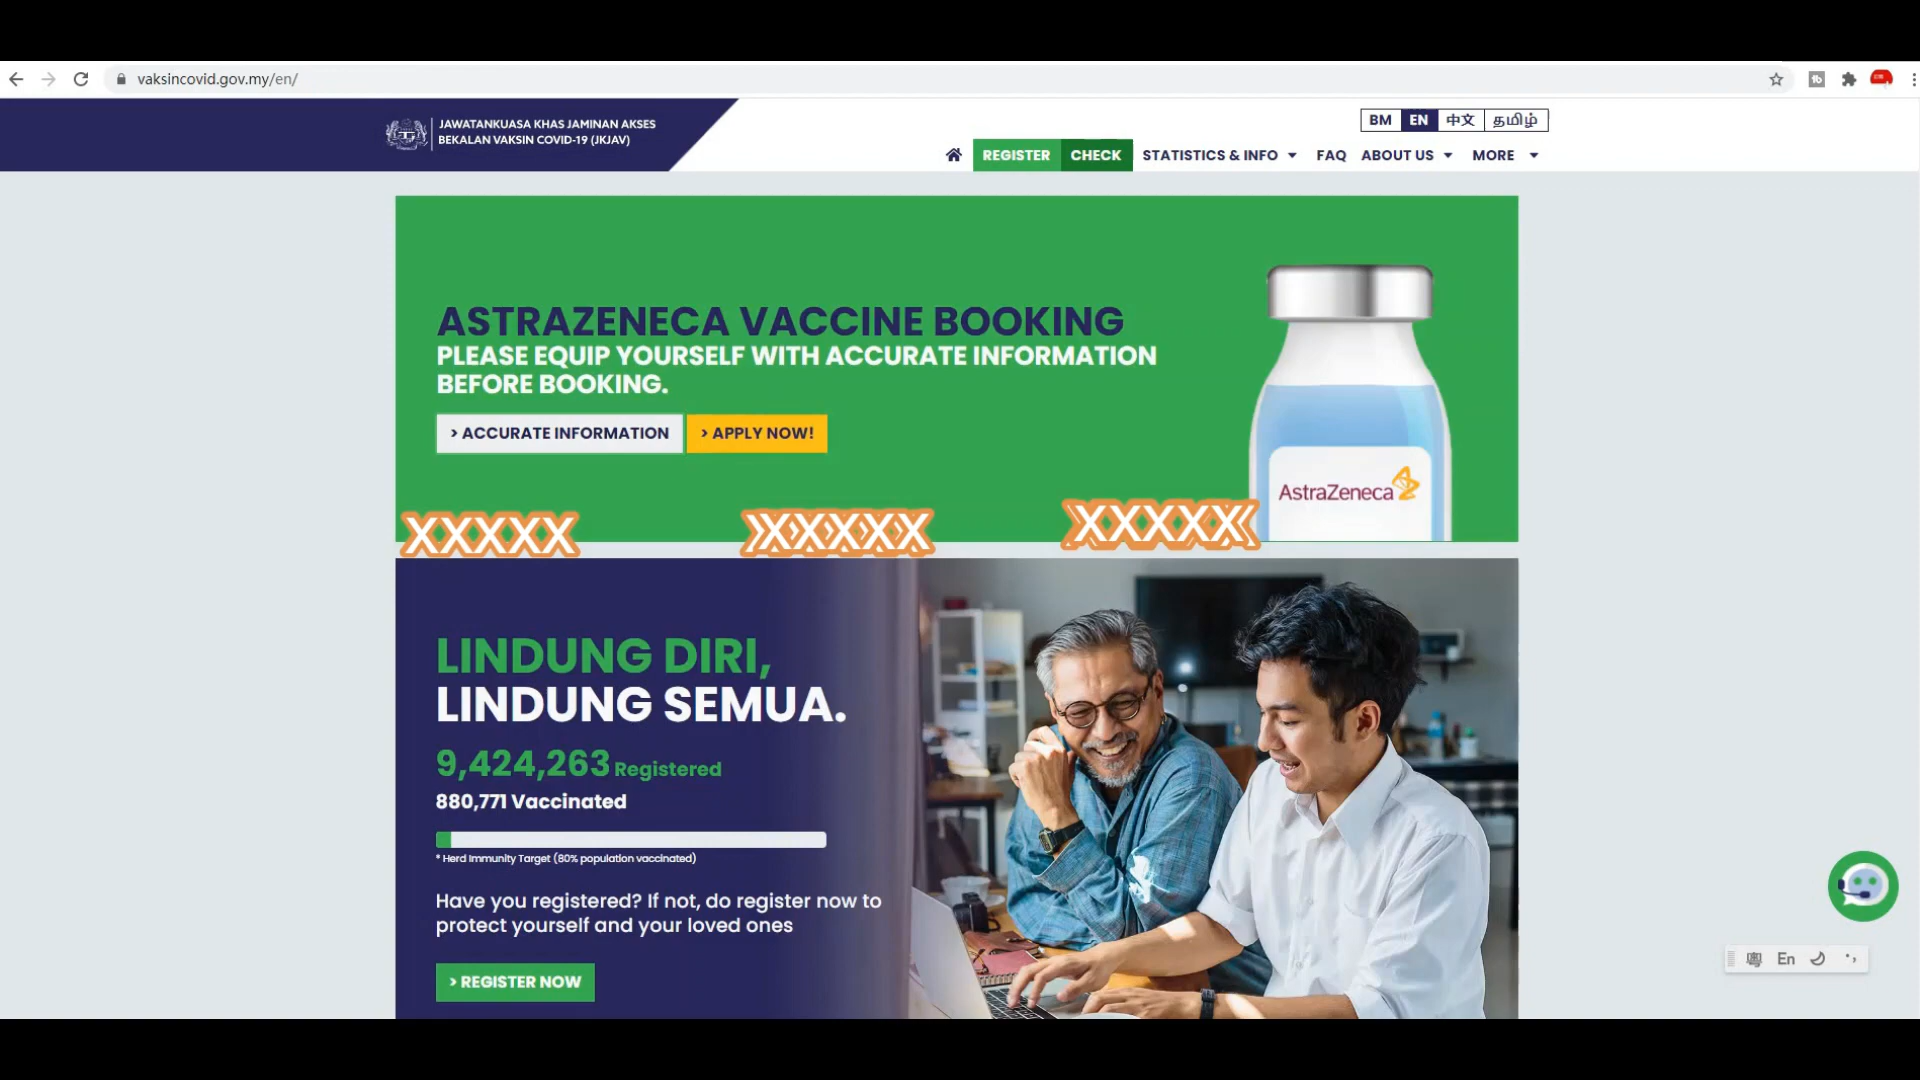 vaksincovid.gov.my/en/
JAWATANKUASA KHAS JAMINAN AKSES
BEKALAN VAKSIN COVID-19 (JKJAV)
BM EN 中文 தமிழ்
REGISTER CHECK STATISTICS & INFO FAQ ABOUT US MORE
ASTRAZENECA VACCINE BOOKING
PLEASE EQUIP YOURSELF WITH ACCURATE INFORMATION
BEFORE BOOKING.
> ACCURATE INFORMATION > APPLY NOW!
AstraZeneca
XXXXX XXXXX XXXXX
LINDUNG DIRI,
LINDUNG SEMUA.
9,424,263 Registered
880,771 Vaccinated
* Herd Immunity Target (80% population vaccinated)
Have you registered? If not, do register now to
protect yourself and your loved ones
> REGISTER NOW
粤 En